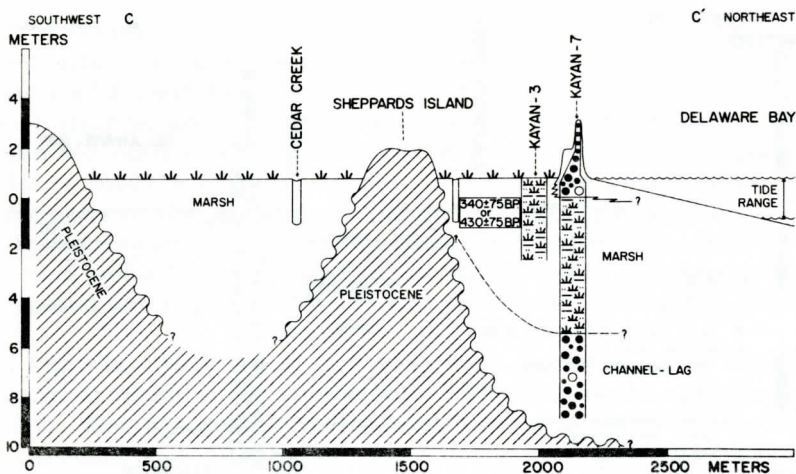 SOUTHWEST C
C′ NORTHEAST
METERS
CEDAR CREEK
SHEPPARDS ISLAND
KAYAN-3
KAYAN-7
DELAWARE BAY
4
2
0
2
4
6
8
10
MARSH
340±75BP
or
430±75BP
?
TIDE
RANGE
MARSH
PLEISTOCENE
PLEISTOCENE
?
?
?
?
CHANNEL-LAG
?
0
500
1000
1500
2000
2500
METERS